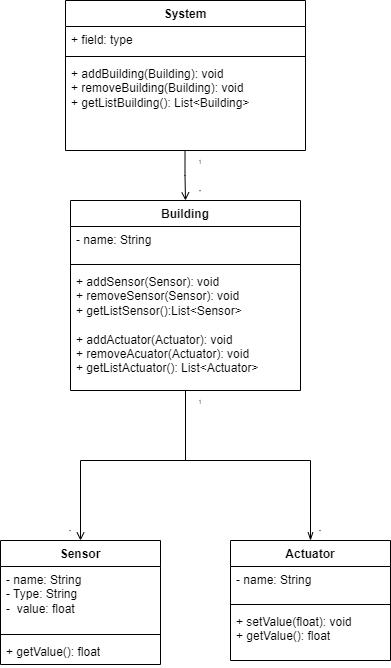 System
+ field: type
+ addBuilding(Building): void
+ removeBuilding(Building): void
+ getListBuilding(): List<Building>
1
*
Building
- name: String
+ addSensor(Sensor): void
+ removeSensor(Sensor): void
+ getListSensor():List<Sensor>
+ addActuator(Actuator): void
+ removeAcuator(Actuator): void
+ getListActuator(): List<Actuator>
1
*
*
Sensor
- name: String
- Type: String
-  value: float
+ getValue(): float
Actuator
- name: String
+ setValue(float): void
+ getValue(): float